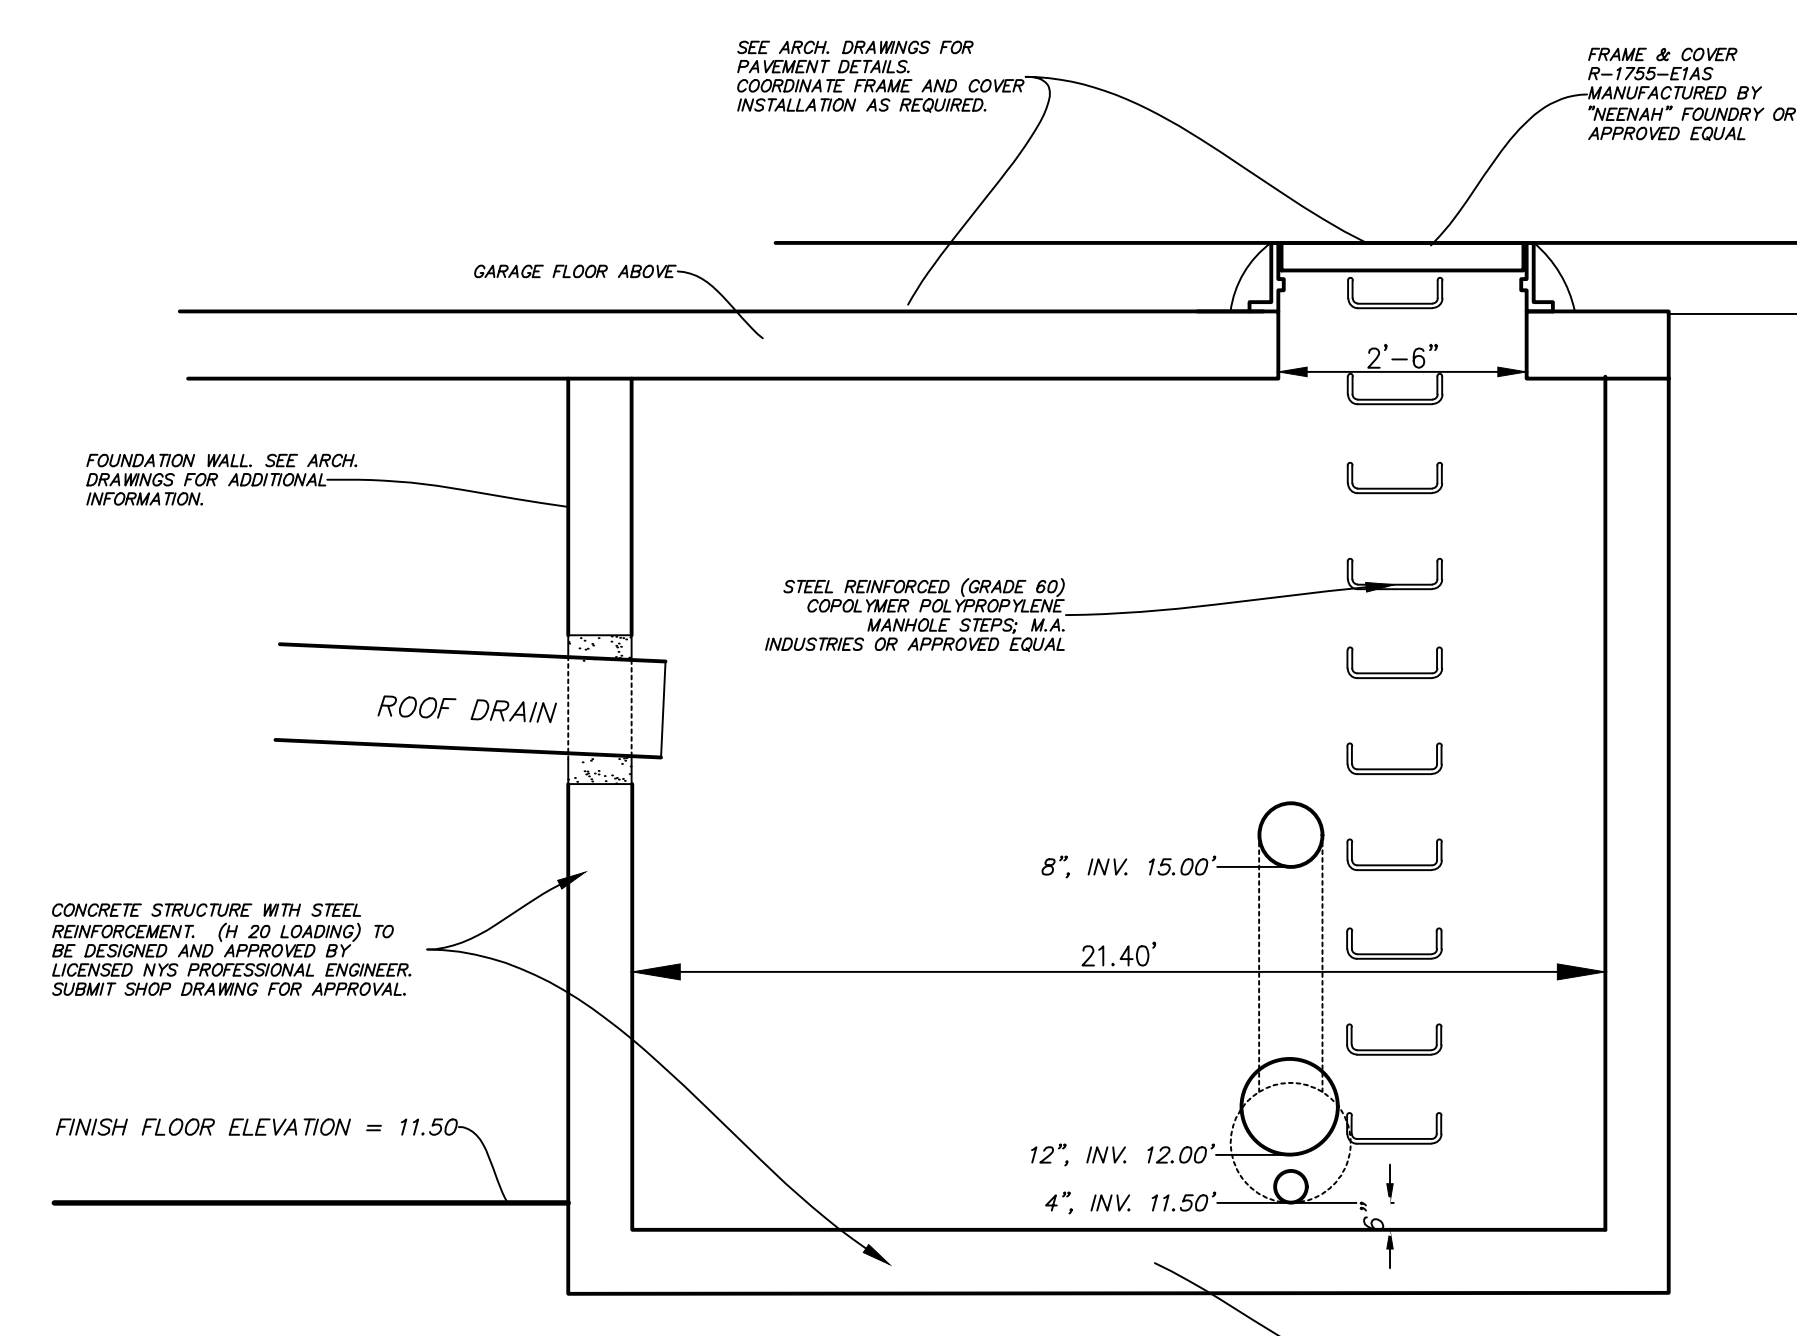 SEE ARCH. DRAWINGS FOR
PAVEMENT DETAILS.
COORDINATE FRAME AND COVER
INSTALLATION AS REQUIRED.
FRAME & COVER
R-1755-E1AS
MANUFACTURED BY
"NEENAH" FOUNDRY OR
APPROVED EQUAL
GARAGE FLOOR ABOVE
2'-6"
FOUNDATION WALL. SEE ARCH.
DRAWINGS FOR ADDITIONAL
INFORMATION.
STEEL REINFORCED (GRADE 60)
COPOLYMER POLYPROPYLENE
MANHOLE STEPS; M.A.
INDUSTRIES OR APPROVED EQUAL
ROOF DRAIN
8", INV. 15.00'
CONCRETE STRUCTURE WITH STEEL
REINFORCEMENT. (H 20 LOADING) TO
BE DESIGNED AND APPROVED BY
LICENSED NYS PROFESSIONAL ENGINEER.
SUBMIT SHOP DRAWING FOR APPROVAL.
21.40'
FINISH FLOOR ELEVATION = 11.50
12", INV. 12.00'
4", INV. 11.50'
6"